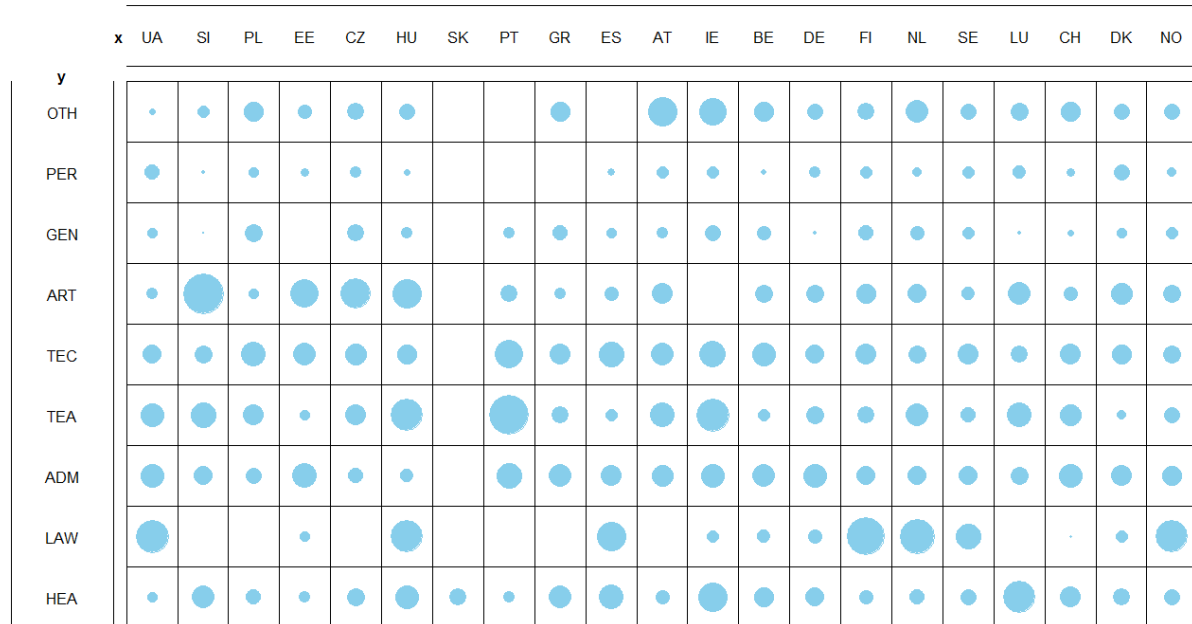 x UA SI PL EE CZ HU SK PT GR ES AT IE BE DE FI NL SE LU CH DK NO
y
OTH
PER
GEN
ART
TEC
TEA
ADM
LAW
HEA